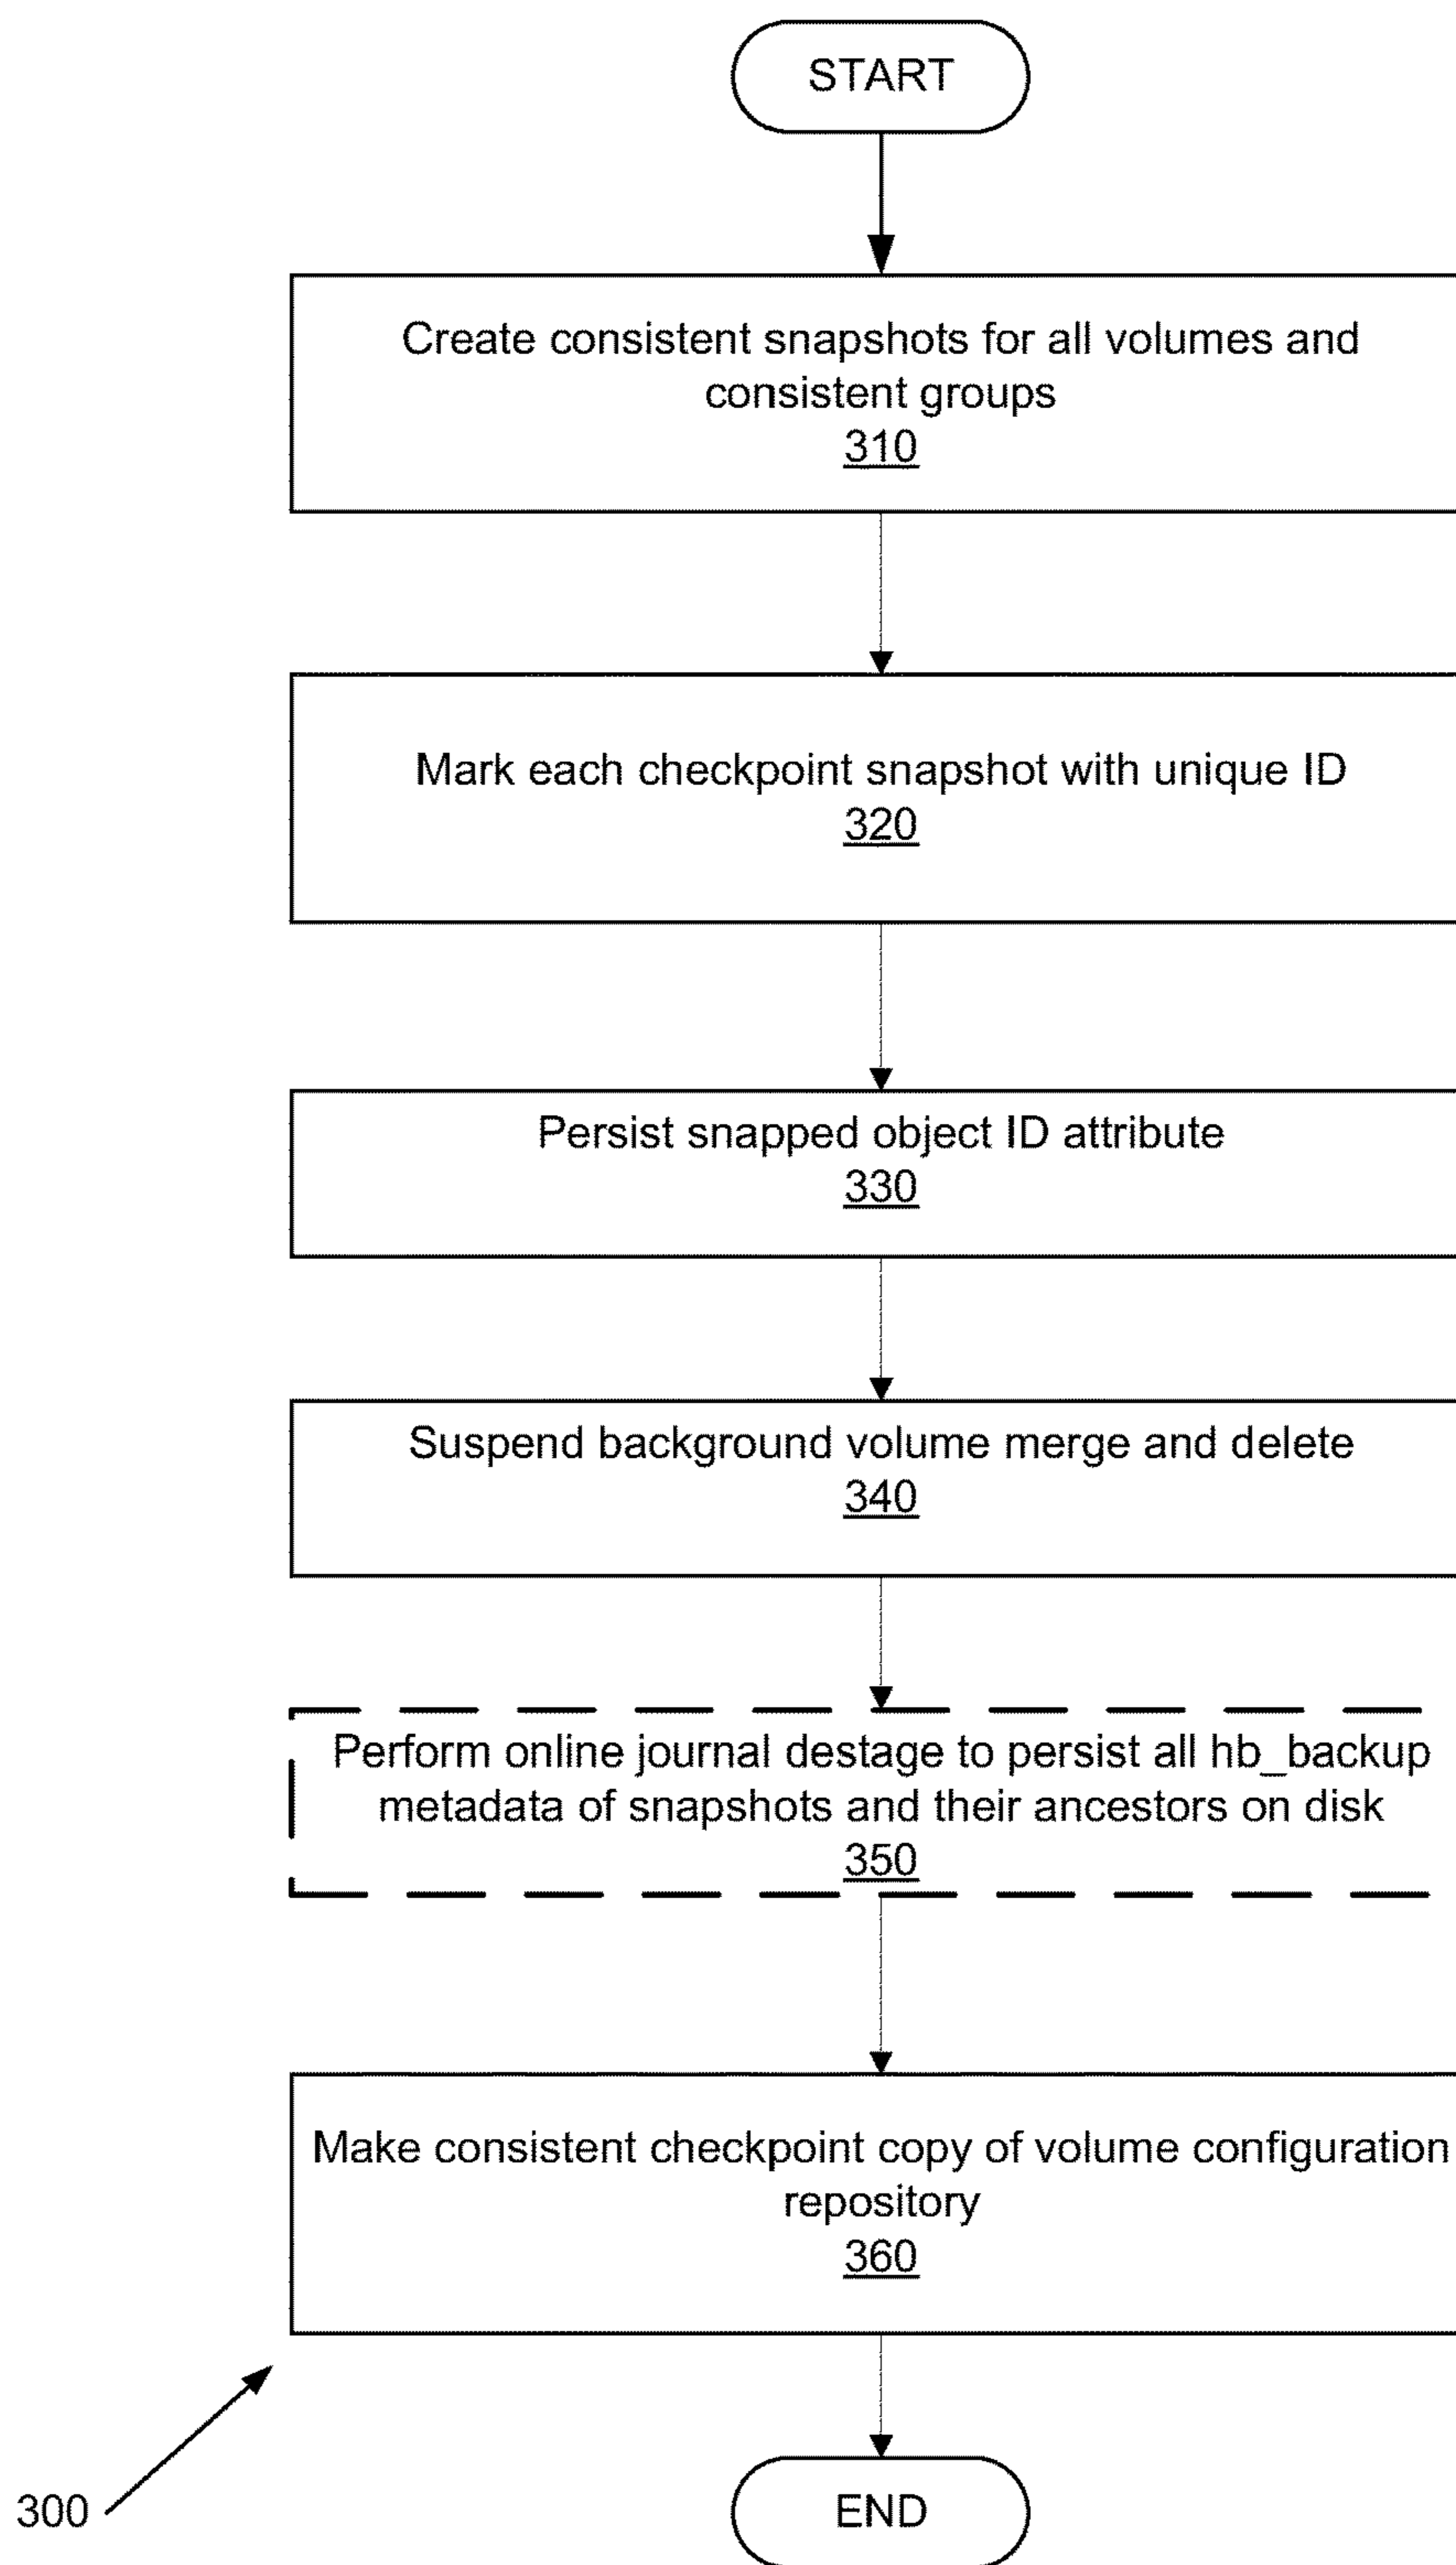 START
Create consistent snapshots for all volumes and
consistent groups
310
Mark each checkpoint snapshot with unique ID
320
Persist snapped object ID attribute
330
Suspend background volume merge and delete
340
Perform online journal destage to persist all hb_backup
metadata of snapshots and their ancestors on disk
350
Make consistent checkpoint copy of volume configuration
repository
360
300
END